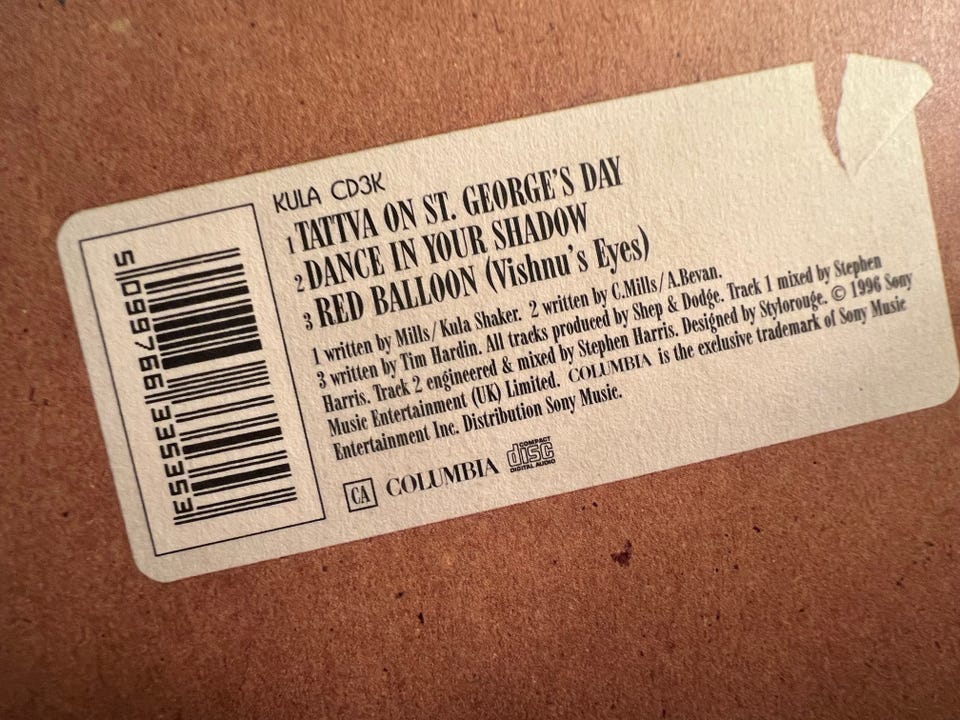 KULA CD3K
1 TATTVA ON ST. GEORGE'S DAY
2 DANCE IN YOUR SHADOW
3 RED BALLOON (Vishnu's Eyes)
1 written by Mills/Kula Shaker. 2 written by C.Mills/A.Bevan.
3 written by Tim Hardin. All tracks produced by Shep & Dodge. Track 1 mixed by Stephen
Harris. Track 2 engineered & mixed by Stephen Harris. Designed by Stylorouge. © 1996 Sony
Music Entertainment (UK) Limited. COLUMBIA is the exclusive trademark of Sony Music
Entertainment Inc. Distribution Sony Music.
CA COLUMBIA COMPACT disc DIGITAL AUDIO
5 099766 335353